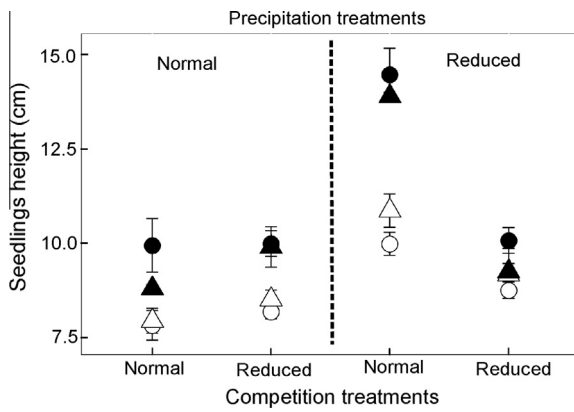 Precipitation treatments
Normal
Reduced
Seedlings height (cm)
15.0
12.5
10.0
7.5
Normal
Reduced
Normal
Reduced
Competition treatments